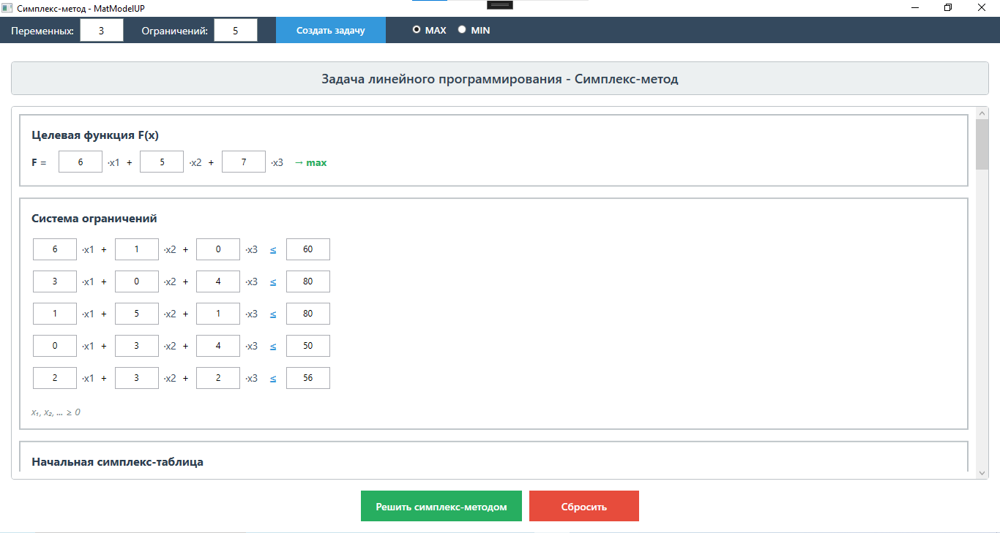 Симплекс-метод - MatModelUP
Переменных: 3 Ограничений: 5 Создать задачу MAX MIN
Задача линейного программирования - Симплекс-метод
Целевая функция F(x)
F = 6 ·x1 + 5 ·x2 + 7 ·x3 → max
Система ограничений
6 ·x1 + 1 ·x2 + 0 ·x3 ≤ 60
3 ·x1 + 0 ·x2 + 4 ·x3 ≤ 80
1 ·x1 + 5 ·x2 + 1 ·x3 ≤ 80
0 ·x1 + 3 ·x2 + 4 ·x3 ≤ 50
2 ·x1 + 3 ·x2 + 2 ·x3 ≤ 56
x₁, x₂, ... ≥ 0
Начальная симплекс-таблица
Решить симплекс-методом Сбросить